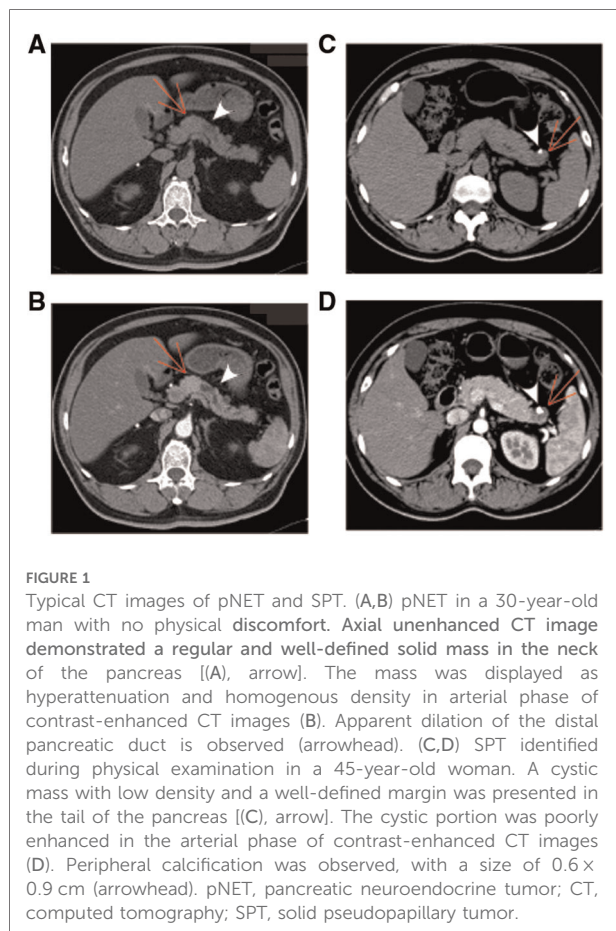 A
C
B
D
FIGURE 1
Typical CT images of pNET and SPT. (A,B) pNET in a 30-year-old
man with no physical discomfort. Axial unenhanced CT image
demonstrated a regular and well-defined solid mass in the neck
of the pancreas [(A), arrow]. The mass was displayed as
hyperattenuation and homogenous density in arterial phase of
contrast-enhanced CT images (B). Apparent dilation of the distal
pancreatic duct is observed (arrowhead). (C,D) SPT identified
during physical examination in a 45-year-old woman. A cystic
mass with low density and a well-defined margin was presented in
the tail of the pancreas [(C), arrow]. The cystic portion was poorly
enhanced in the arterial phase of contrast-enhanced CT images
(D). Peripheral calcification was observed, with a size of 0.6 ×
0.9 cm (arrowhead). pNET, pancreatic neuroendocrine tumor; CT,
computed tomography; SPT, solid pseudopapillary tumor.